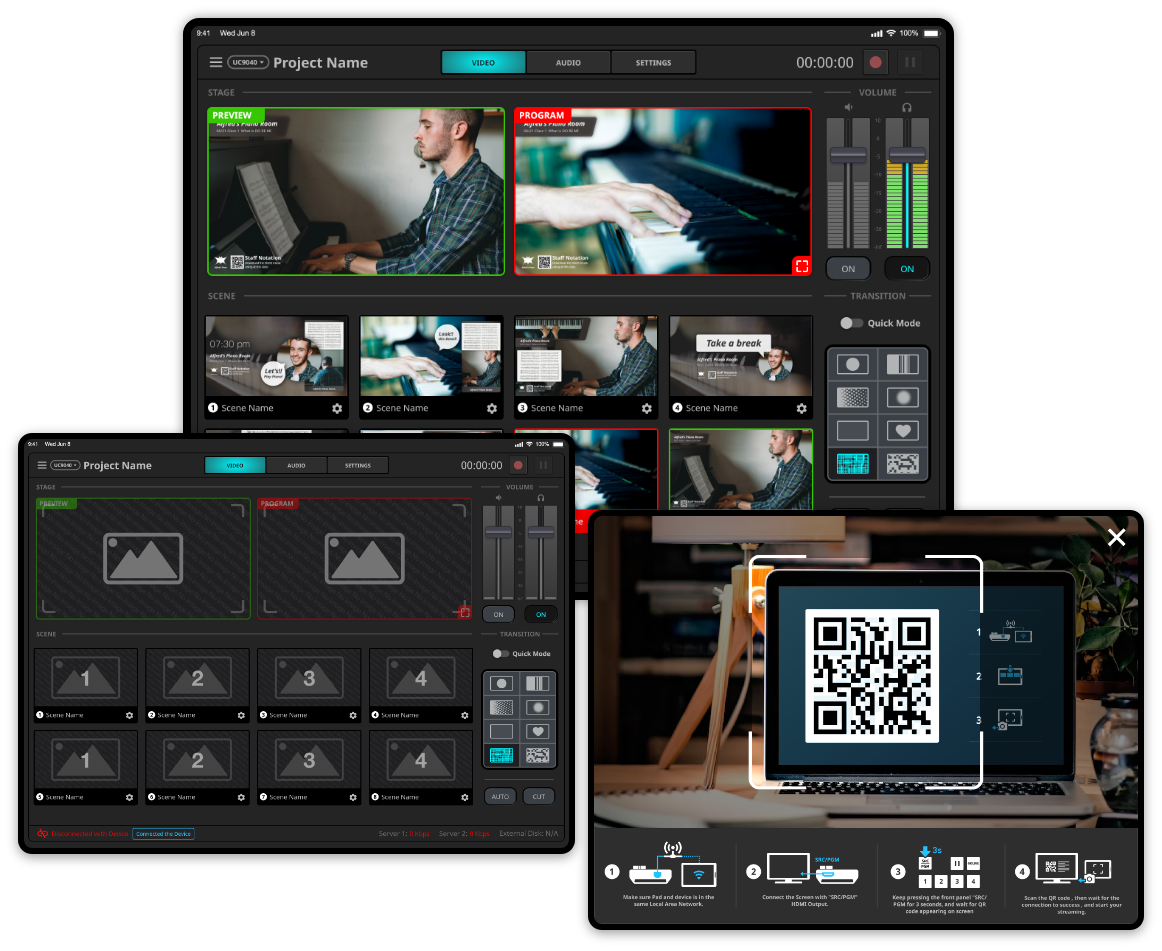 9:41 Wed Jun 8
100%
UC9040
Project Name
VIDEO
AUDIO
SETTINGS
00:00:00
STAGE
VOLUME
PREVIEW
Alfred's Piano Room
Staff Notation
PROGRAM
Alfred's Piano Room
Staff Notation
ON
ON
SCENE
TRANSITION
Quick Mode
07:30 pm
Alfred's Piano Room
Let's!!
1 Scene Name
Look!!
2 Scene Name
3 Scene Name
Take a break
Alfred's Piano Room
4 Scene Name
9:41 Wed Jun 8
100%
UC9040
Project Name
VIDEO
AUDIO
SETTINGS
00:00:00
STAGE
VOLUME
PREVIEW
PROGRAM
ON
ON
SCENE
TRANSITION
Quick Mode
1
2
3
4
1 Scene Name
2 Scene Name
3 Scene Name
4 Scene Name
1
2
3
4
5 Scene Name
6 Scene Name
7 Scene Name
8 Scene Name
AUTO
CUT
Disconnected with Device
Connected the Device
Server 1: 0 Kbps
Server 2: 0 Kbps
External Disk: N/A
1
2
3
1
Make sure Pad and device is in the
same Local Area Network.
2
SRC/PGM
Connect the Screen with "SRC/PGM"
HDMI Output.
3
3s
SRC
PGM
1 2 3 4
Keep pressing the front panel "SRC/
PGM for 3 seconds, and wait for QR
code appearing on screen
4
Scan the QR code , then wait for the
connection to success , and start your
streaming.